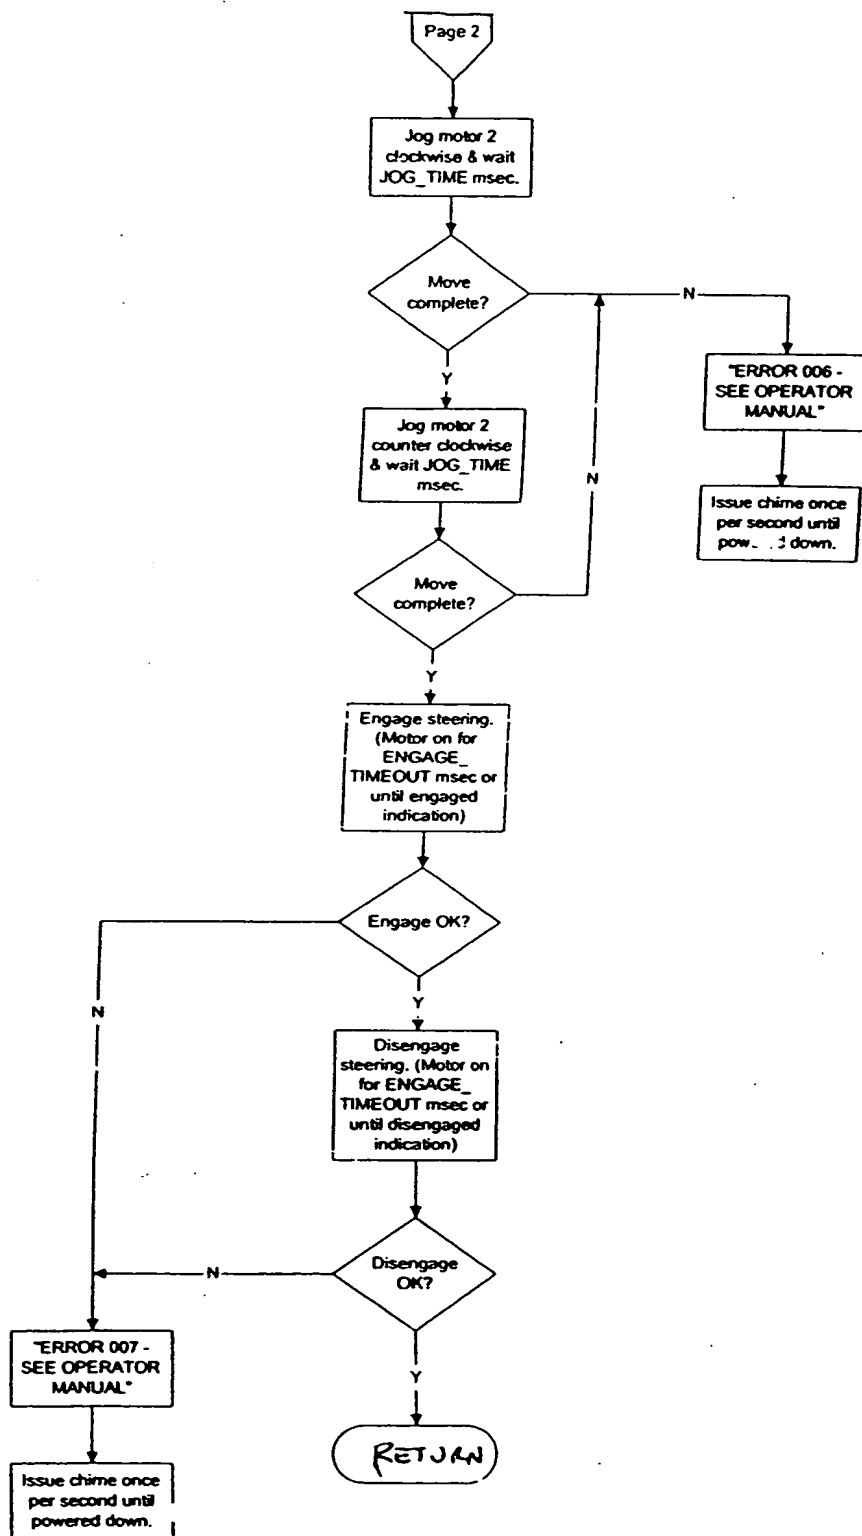 Page 2
Jog motor 2
clockwise & wait
JOG_TIME msec.
Move
complete?
N
"ERROR 006 -
SEE OPERATOR
MANUAL"
Y
Jog motor 2
counter clockwise
& wait JOG_TIME
msec.
N
Issue chime once
per second until
down.
Move
complete?
Y
Engage steering.
(Motor on for
ENGAGE_
TIMEOUT msec or
until engaged
indication)
Engage OK?
N
Y
Disengage
steering. (Motor on
for ENGAGE_
TIMEOUT msec or
until disengaged
indication)
Disengage
OK?
N
"ERROR 007 -
SEE OPERATOR
MANUAL"
Y
RETURN
Issue chime once
per second until
powered down.